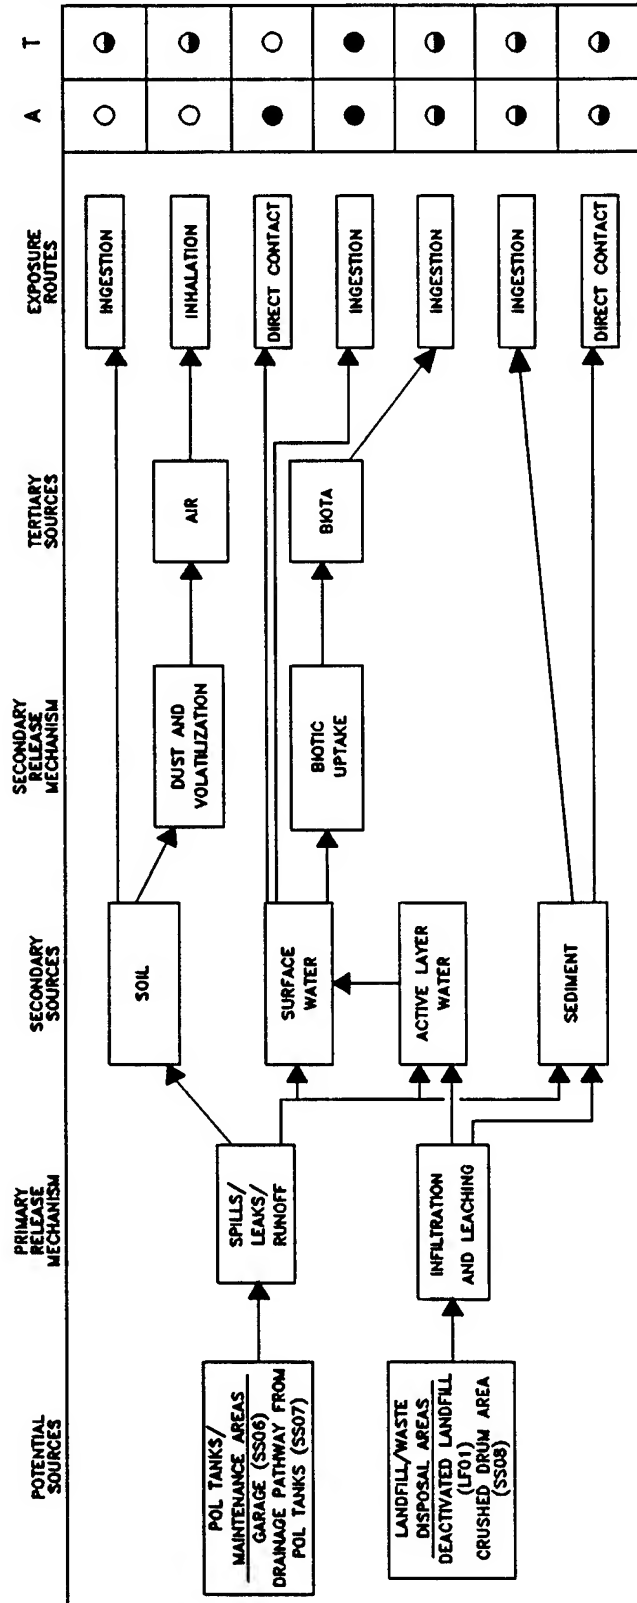 POTENTIAL
SOURCES
PRIMARY
RELEASE
MECHANISM
SECONDARY
SOURCES
SECONDARY
RELEASE
MECHANISM
TERTIARY
SOURCES
EXPOSURE
ROUTES
A
T
POL TANKS/
MAINTENANCE AREAS
GARAGE (SS06)
DRAINAGE PATHWAY FROM
POL TANKS (SS07)
SPILLS/
LEAKS/
RUNOFF
SOIL
DUST AND
VOLATILIZATION
AIR
INGESTION
INHALATION
DIRECT CONTACT
SURFACE
WATER
BIOTIC
UPTAKE
BIOTA
INGESTION
INGESTION
LANDFILL/WASTE
DISPOSAL AREAS
DEACTIVATED LANDFILL
(LF01)
CRUSHED DRUM AREA
(SS08)
INFILTRATION
AND LEACHING
ACTIVE LAYER
WATER
SEDIMENT
INGESTION
DIRECT CONTACT